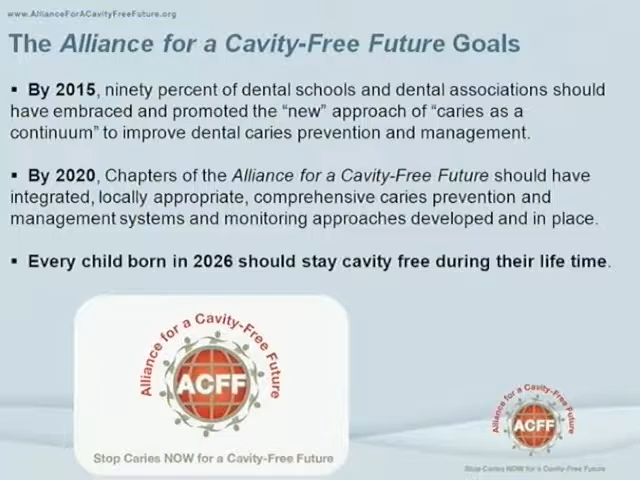 www.AllianceForACavityFreeFuture.org
The Alliance for a Cavity-Free Future Goals
▪ By 2015, ninety percent of dental schools and dental associations should
have embraced and promoted the “new” approach of “caries as a
continuum” to improve dental caries prevention and management.
▪ By 2020, Chapters of the Alliance for a Cavity-Free Future should have
integrated, locally appropriate, comprehensive caries prevention and
management systems and monitoring approaches developed and in place.
▪ Every child born in 2026 should stay cavity free during their life time.
Alliance for a Cavity-Free Future
ACFF
Stop Caries NOW for a Cavity-Free Future
Alliance for a Cavity-Free Future
ACFF
Stop Caries NOW for a Cavity-Free Future